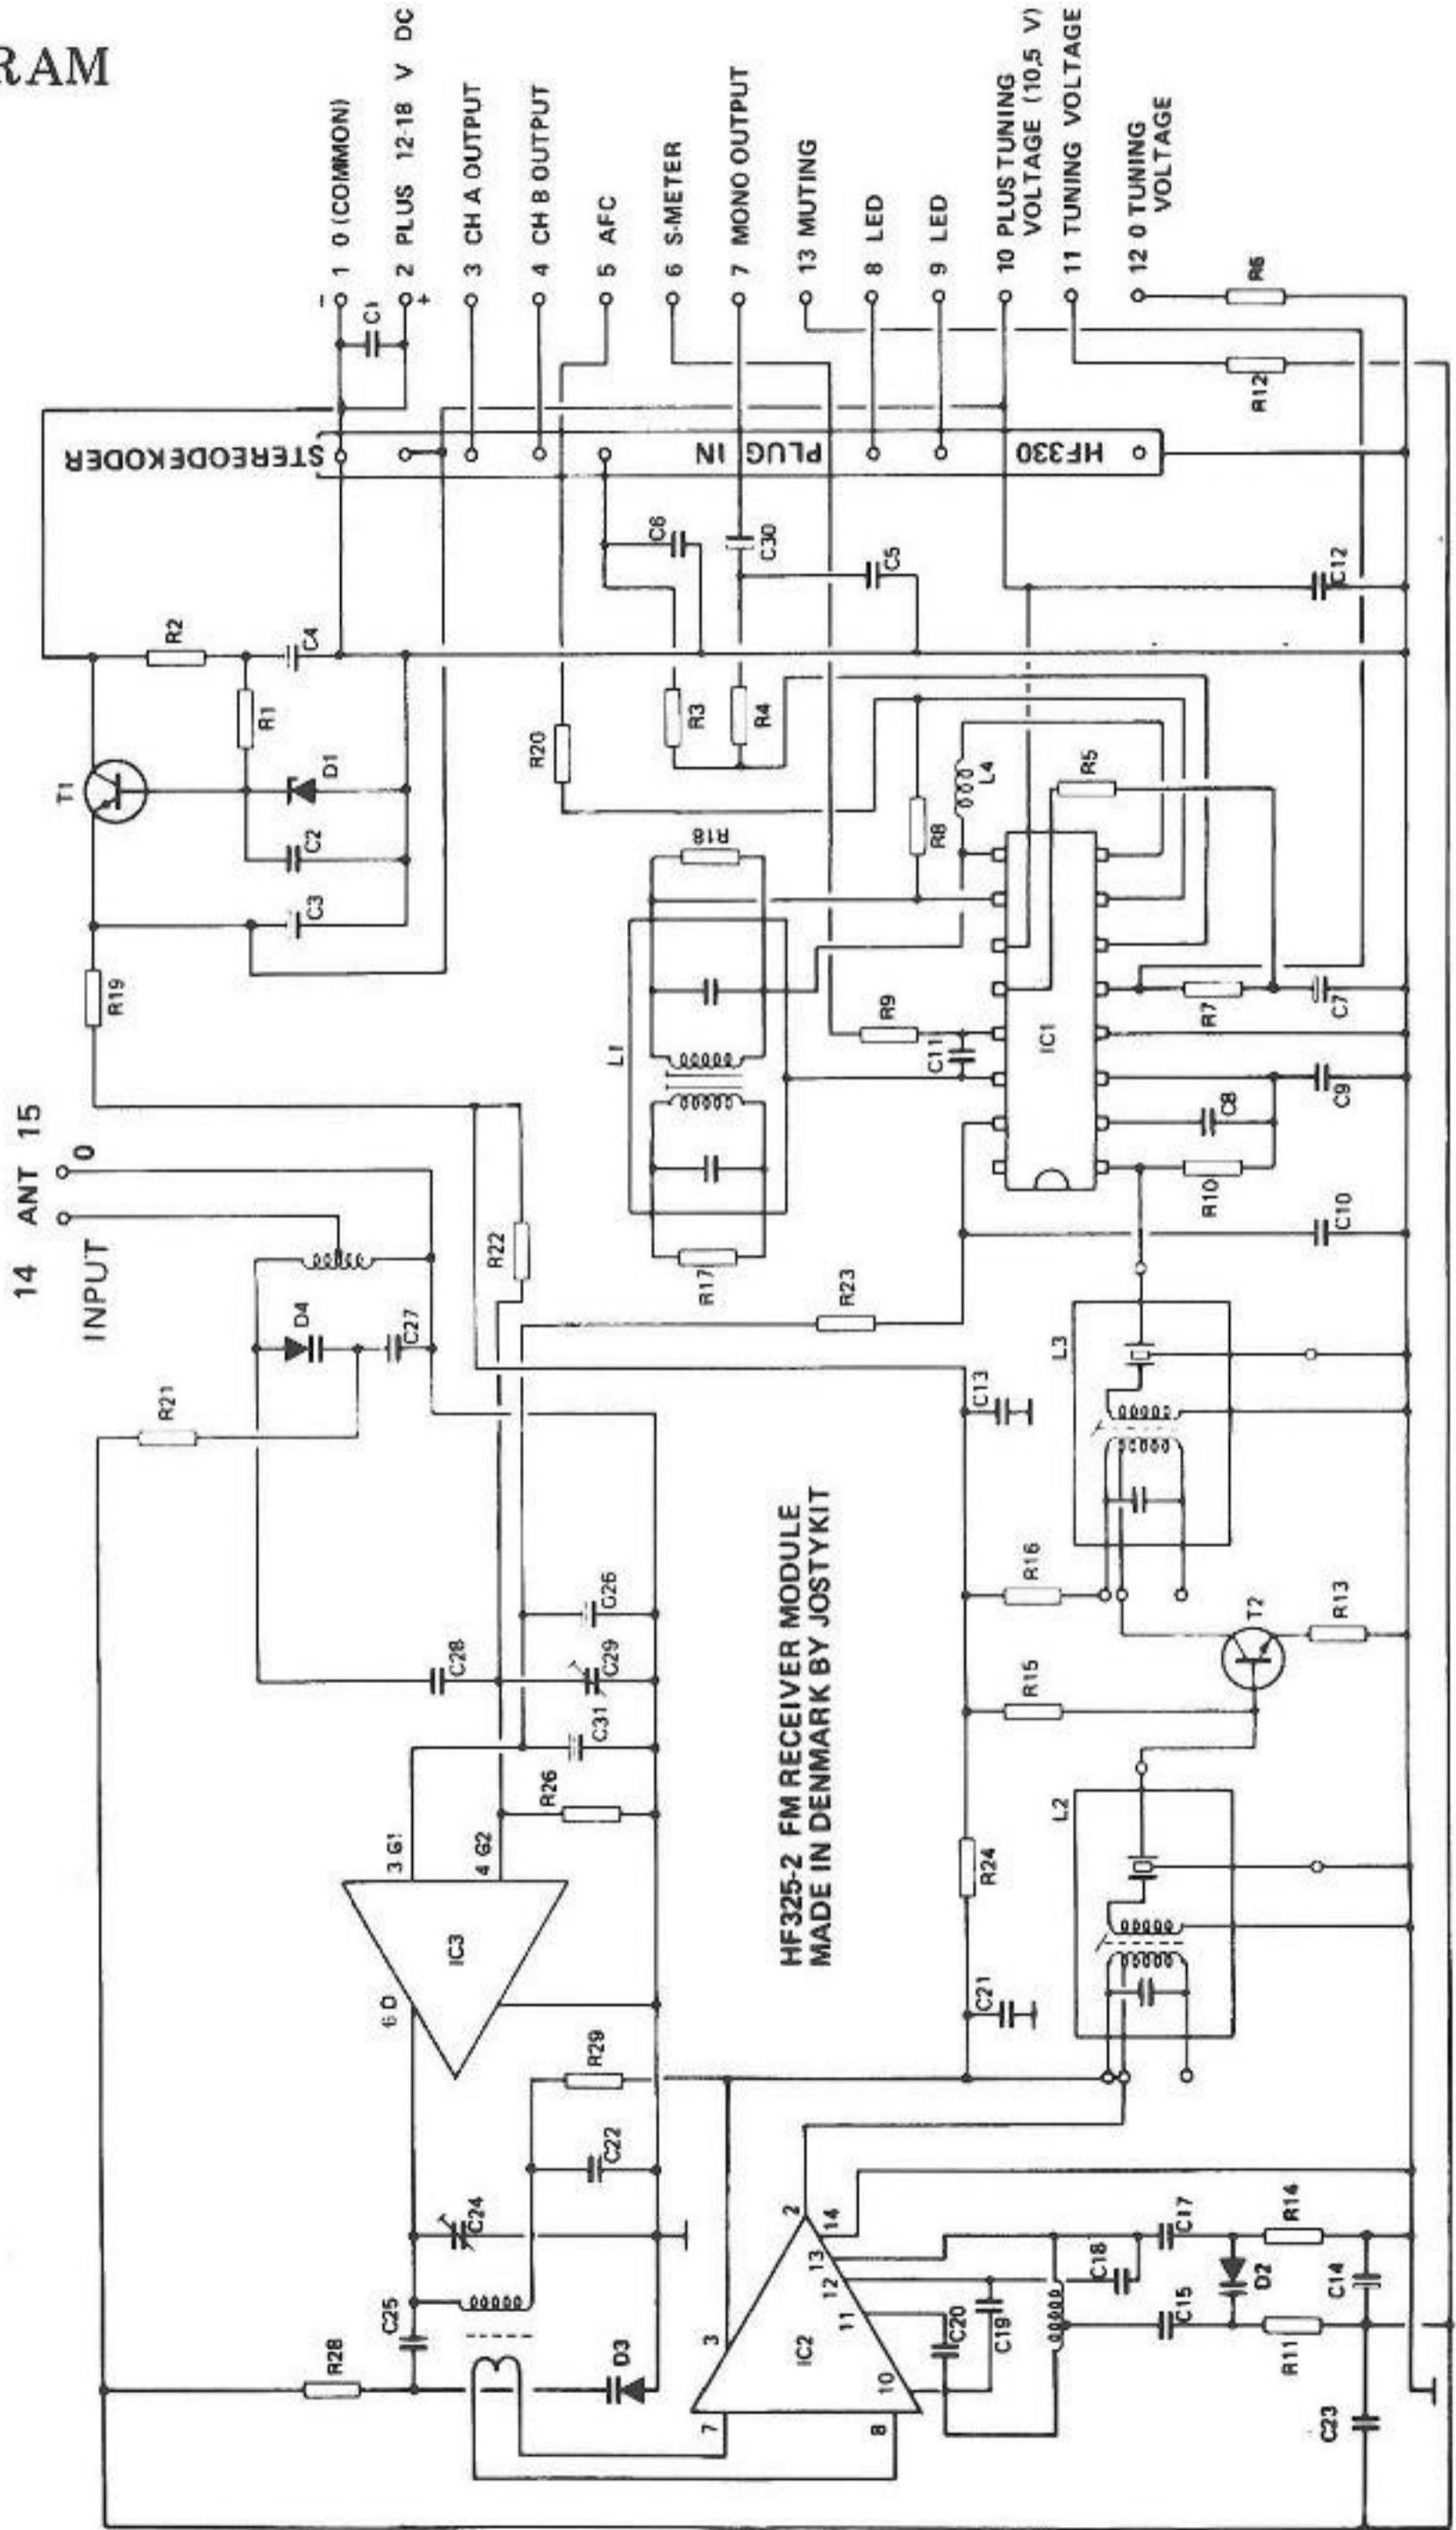 RAM
14 ANT 15
INPUT
0
1 0 (COMMON)
2 PLUS 12-18 V DC
3 CH A OUTPUT
4 CH B OUTPUT
5 AFC
6 S-METER
7 MONO OUTPUT
13 MUTING
8 LED
9 LED
10 PLUS TUNING
VOLTAGE (10,5 V)
11 TUNING VOLTAGE
12 0 TUNING
VOLTAGE
−
+
C1
STEREODEKODER
PLUG IN
HF330
R6
R12
R2
C4
R1
T1
D1
C2
C3
R19
C6
C30
C5
C12
R20
R3
R4
L4
R5
R8
R18
L1
R9
C11
IC1
R7
C7
C8
C9
R10
C10
R17
R22
R23
D4
C27
R21
L3
C13
R16
R15
T2
R13
C28
C26
C29
C31
R26
3 G1
4 G2
IC3
6 D
HF325-2 FM RECEIVER MODULE
MADE IN DENMARK BY JOSTYKIT
L2
R24
C21
R29
C22
C24
C25
R28
D3
2
14
13
12
11
10
3
7
8
IC2
C20
C19
C18
C17
C15
D2
R14
R11
C14
C23